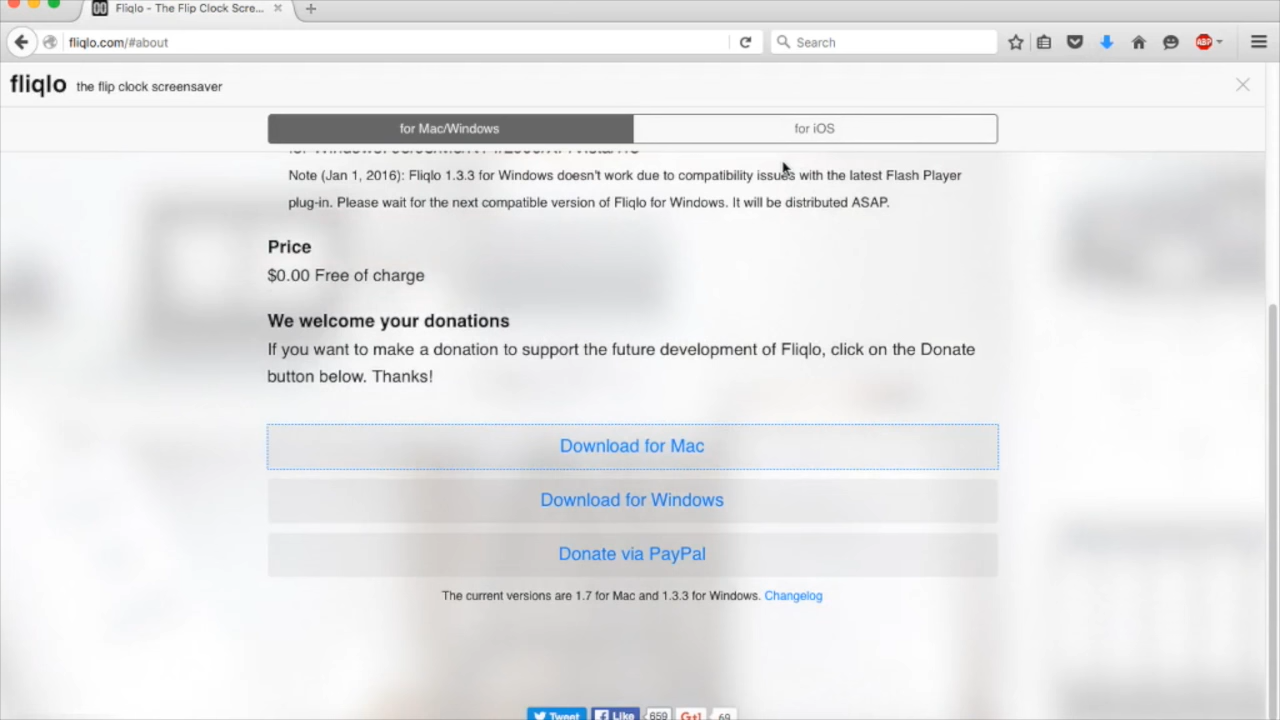 Fliqlo - The Flip Clock Scre...
fliqlo.com/#about
Search
ABP
fliqlo the flip clock screensaver
for Mac/Windows
for iOS
Note (Jan 1, 2016): Fliqlo 1.3.3 for Windows doesn't work due to compatibility issues with the latest Flash Player
plug-in. Please wait for the next compatible version of Fliqlo for Windows. It will be distributed ASAP.
Price
$0.00 Free of charge
We welcome your donations
If you want to make a donation to support the future development of Fliqlo, click on the Donate
button below. Thanks!
Download for Mac
Download for Windows
Donate via PayPal
The current versions are 1.7 for Mac and 1.3.3 for Windows. Changelog
Tweet
Like
659
G+1
69